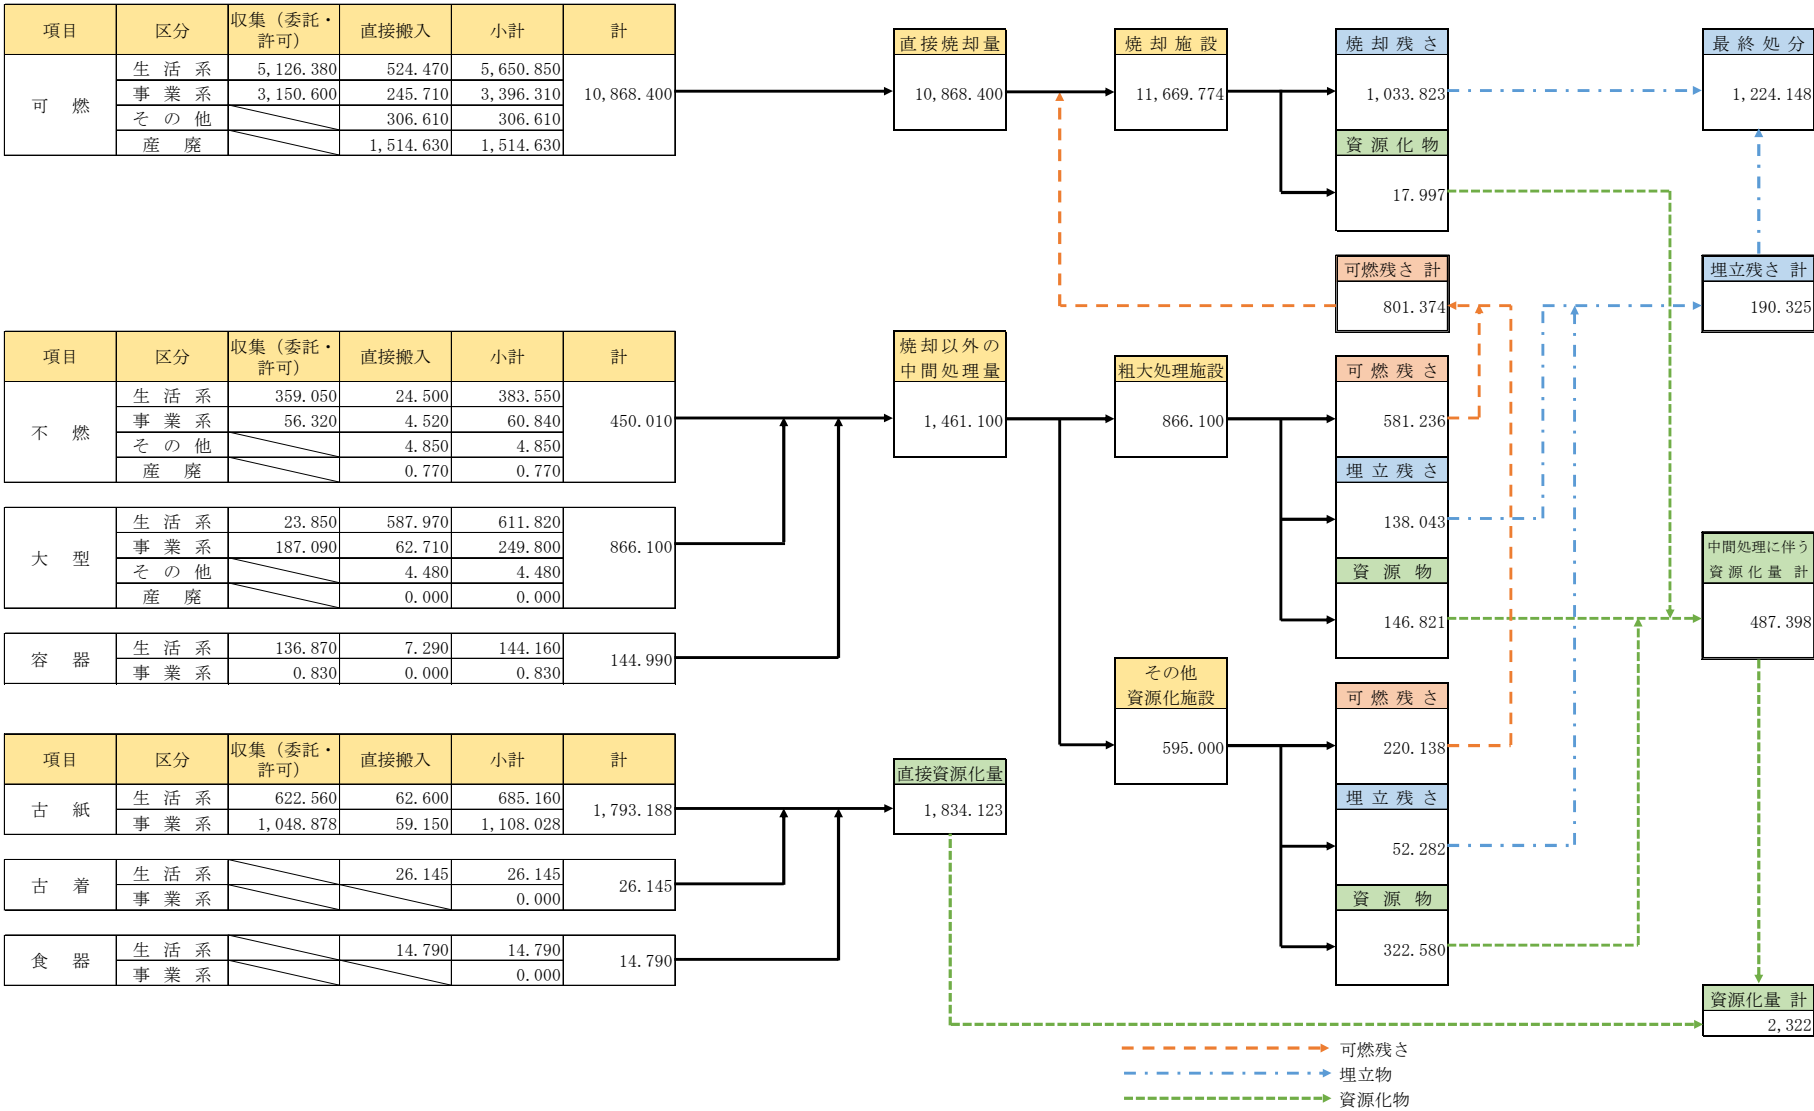 項目 区分 収集（委託・許可） 直接搬入 小計 計
可燃 生活系 5,126.380 524.470 5,650.850 10,868.400
事業系 3,150.600 245.710 3,396.310
その他 306.610 306.610
産廃 1,514.630 1,514.630
直接焼却量
10,868.400
焼却施設
11,669.774
焼却残さ
1,033.823
資源化物
17.997
最終処分
1,224.148
可燃残さ 計
801.374
埋立残さ 計
190.325
項目 区分 収集（委託・許可） 直接搬入 小計 計
不燃 生活系 359.050 24.500 383.550 450.010
事業系 56.320 4.520 60.840
その他 4.850 4.850
産廃 0.770 0.770
大型 生活系 23.850 587.970 611.820 866.100
事業系 187.090 62.710 249.800
その他 4.480 4.480
産廃 0.000 0.000
容器 生活系 136.870 7.290 144.160 144.990
事業系 0.830 0.000 0.830
焼却以外の
中間処理量
1,461.100
粗大処理施設
866.100
可燃残さ
581.236
埋立残さ
138.043
資源物
146.821
中間処理に伴う
資源化量 計
487.398
その他
資源化施設
595.000
可燃残さ
220.138
埋立残さ
52.282
資源物
322.580
項目 区分 収集（委託・許可） 直接搬入 小計 計
古紙 生活系 622.560 62.600 685.160 1,793.188
事業系 1,048.878 59.150 1,108.028
古着 生活系 26.145 26.145 26.145
事業系 0.000
食器 生活系 14.790 14.790 14.790
事業系 0.000
直接資源化量
1,834.123
資源化量 計
2,322
可燃残さ
埋立物
資源化物